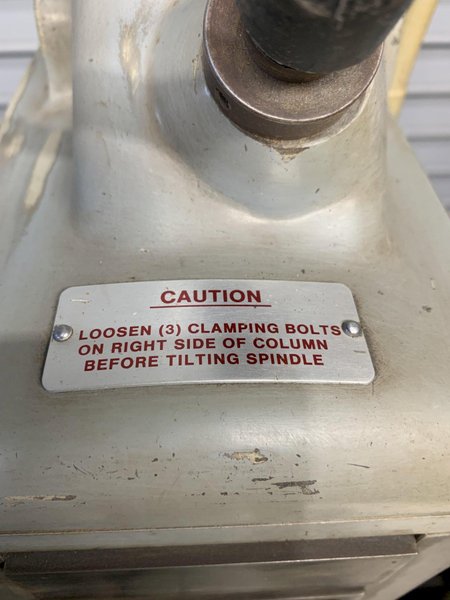 CAUTION
LOOSEN (3) CLAMPING BOLTS
ON RIGHT SIDE OF COLUMN
BEFORE TILTING SPINDLE